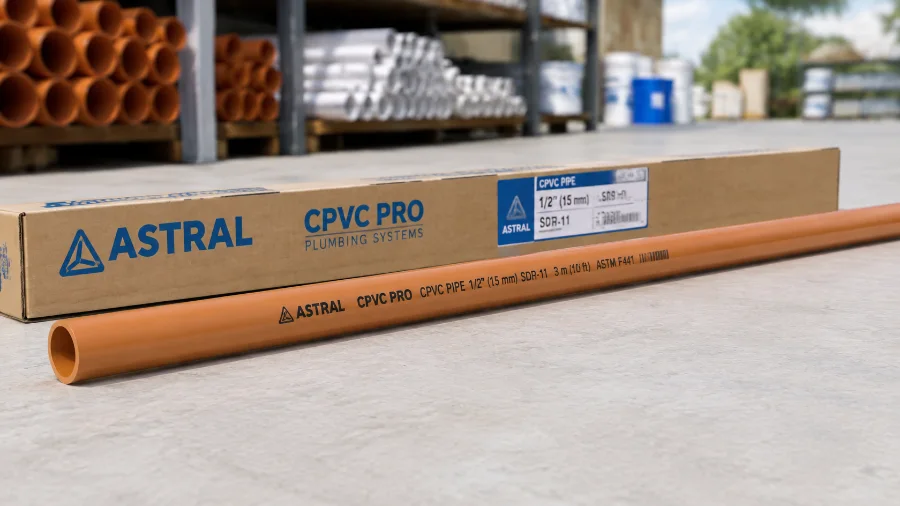 ASTRAL
CPVC PRO
PLUMBING SYSTEMS
CPVC PIPE
1/2" (15 mm)
SDR-11
ASTRAL
ASTRAL CPVC PRO CPVC PIPE 1/2" (15 mm) SDR-11 3 m (10 ft) ASTM F441